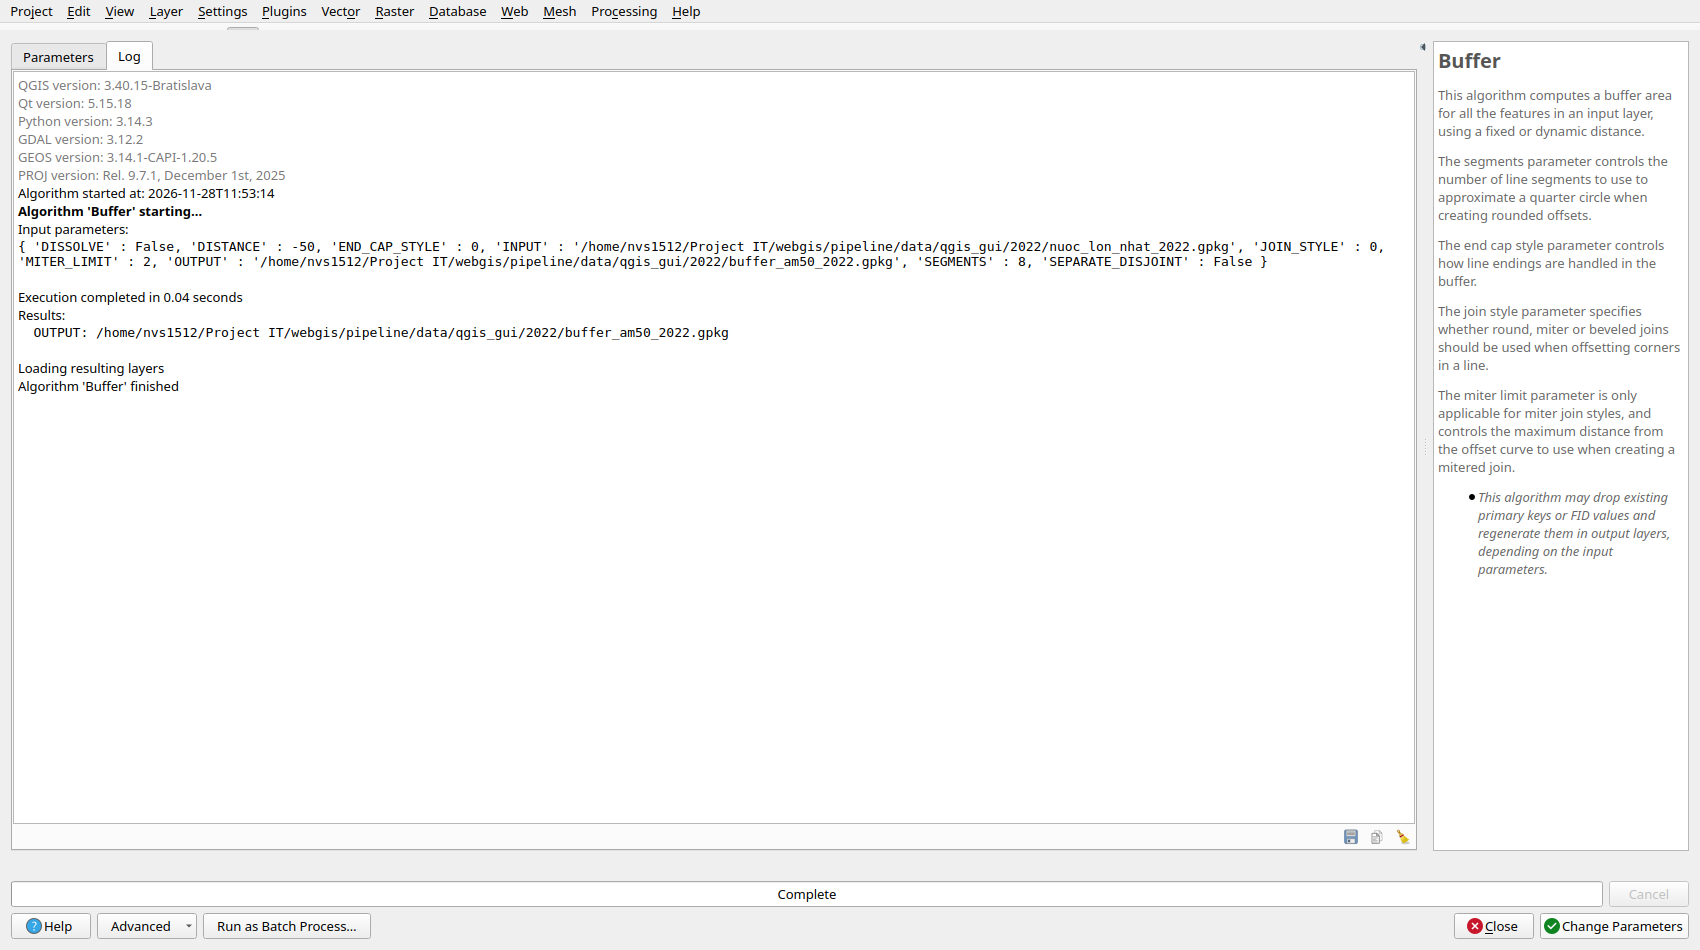 Project Edit View Layer Settings Plugins Vector Raster Database Web Mesh Processing Help
Parameters Log
QGIS version: 3.40.15-Bratislava
Qt version: 5.15.18
Python version: 3.14.3
GDAL version: 3.12.2
GEOS version: 3.14.1-CAPI-1.20.5
PROJ version: Rel. 9.7.1, December 1st, 2025
Algorithm started at: 2026-11-28T11:53:14
Algorithm 'Buffer' starting…
Input parameters:
{ 'DISSOLVE' : False, 'DISTANCE' : -50, 'END_CAP_STYLE' : 0, 'INPUT' : '/home/nvs1512/Project IT/webgis/pipeline/data/qgis_gui/2022/nuoc_lon_nhat_2022.gpkg', 'JOIN_STYLE' : 0,
'MITER_LIMIT' : 2, 'OUTPUT' : '/home/nvs1512/Project IT/webgis/pipeline/data/qgis_gui/2022/buffer_am50_2022.gpkg', 'SEGMENTS' : 8, 'SEPARATE_DISJOINT' : False }
Execution completed in 0.04 seconds
Results:
OUTPUT: /home/nvs1512/Project IT/webgis/pipeline/data/qgis_gui/2022/buffer_am50_2022.gpkg
Loading resulting layers
Algorithm 'Buffer' finished
Buffer
This algorithm computes a buffer area
for all the features in an input layer,
using a fixed or dynamic distance.
The segments parameter controls the
number of line segments to use to
approximate a quarter circle when
creating rounded offsets.
The end cap style parameter controls
how line endings are handled in the
buffer.
The join style parameter specifies
whether round, miter or beveled joins
should be used when offsetting corners
in a line.
The miter limit parameter is only
applicable for miter join styles, and
controls the maximum distance from
the offset curve to use when creating a
mitered join.
This algorithm may drop existing
primary keys or FID values and
regenerate them in output layers,
depending on the input
parameters.
Complete
Cancel
Help Advanced Run as Batch Process… Close Change Parameters